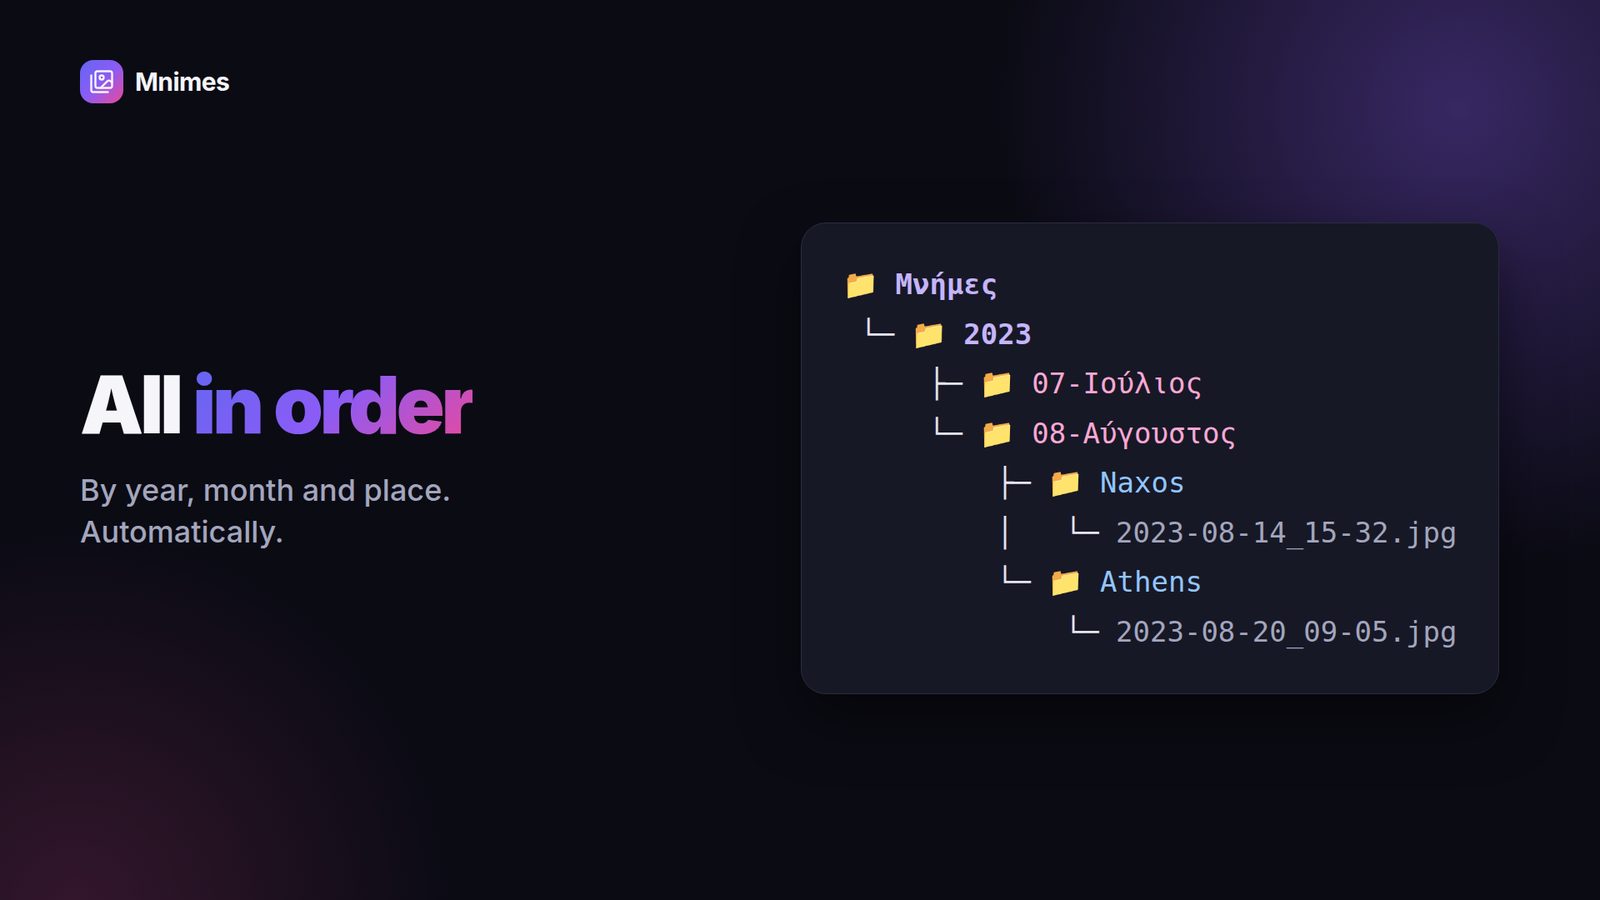 Mnimes
All in order
By year, month and place.
Automatically.
Μνήμες
2023
07-Ιούλιος
08-Αύγουστος
Naxos
2023-08-14_15-32.jpg
Athens
2023-08-20_09-05.jpg